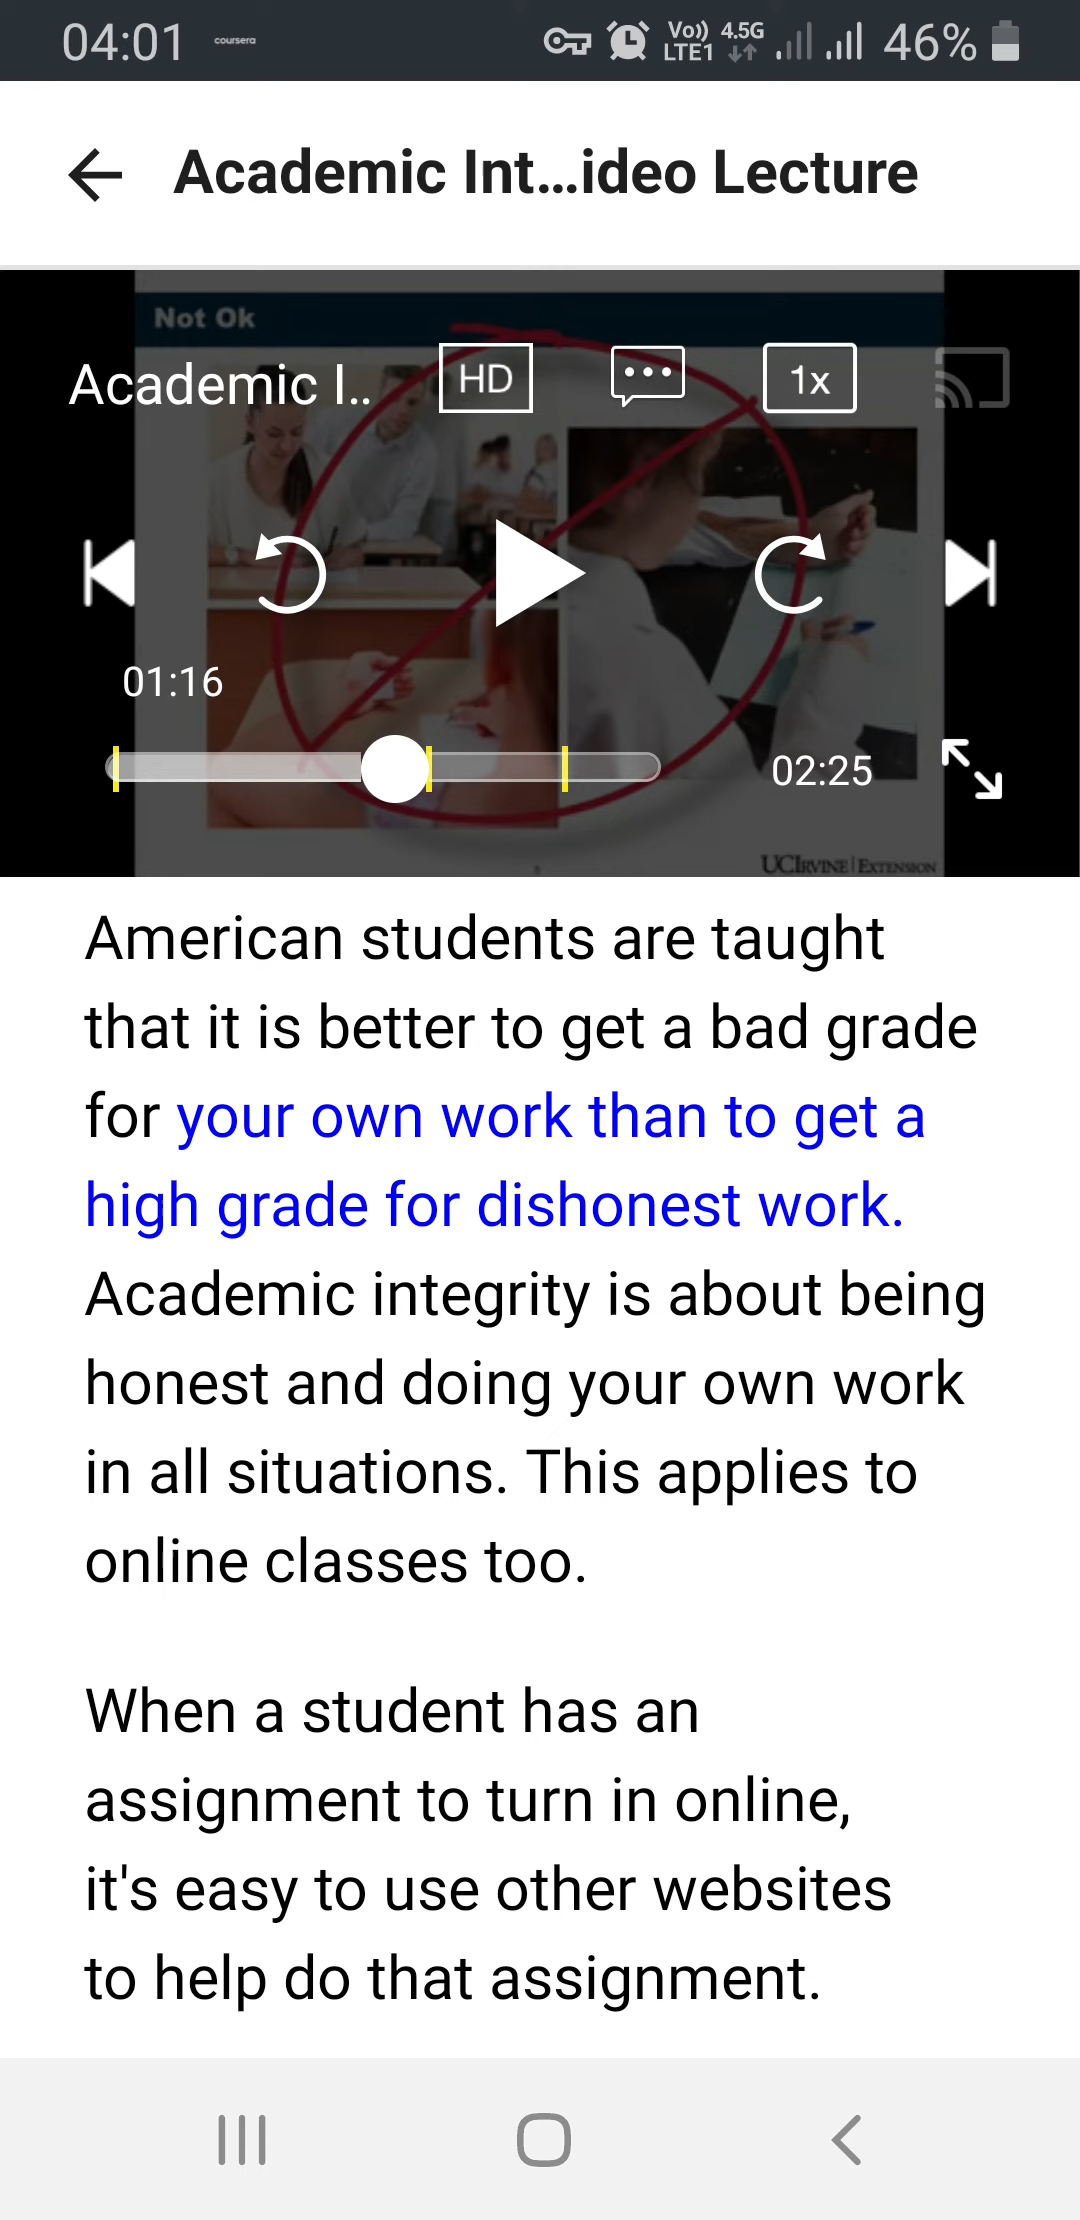 04:01 coursera Vo)) LTE1 4.5G 46%
Academic Int...ideo Lecture
Not Ok
Academic I.. HD 1x
01:16
02:25
UCIRVINE | EXTENSION
American students are taught
that it is better to get a bad grade
for your own work than to get a
high grade for dishonest work.
Academic integrity is about being
honest and doing your own work
in all situations. This applies to
online classes too.
When a student has an
assignment to turn in online,
it's easy to use other websites
to help do that assignment.